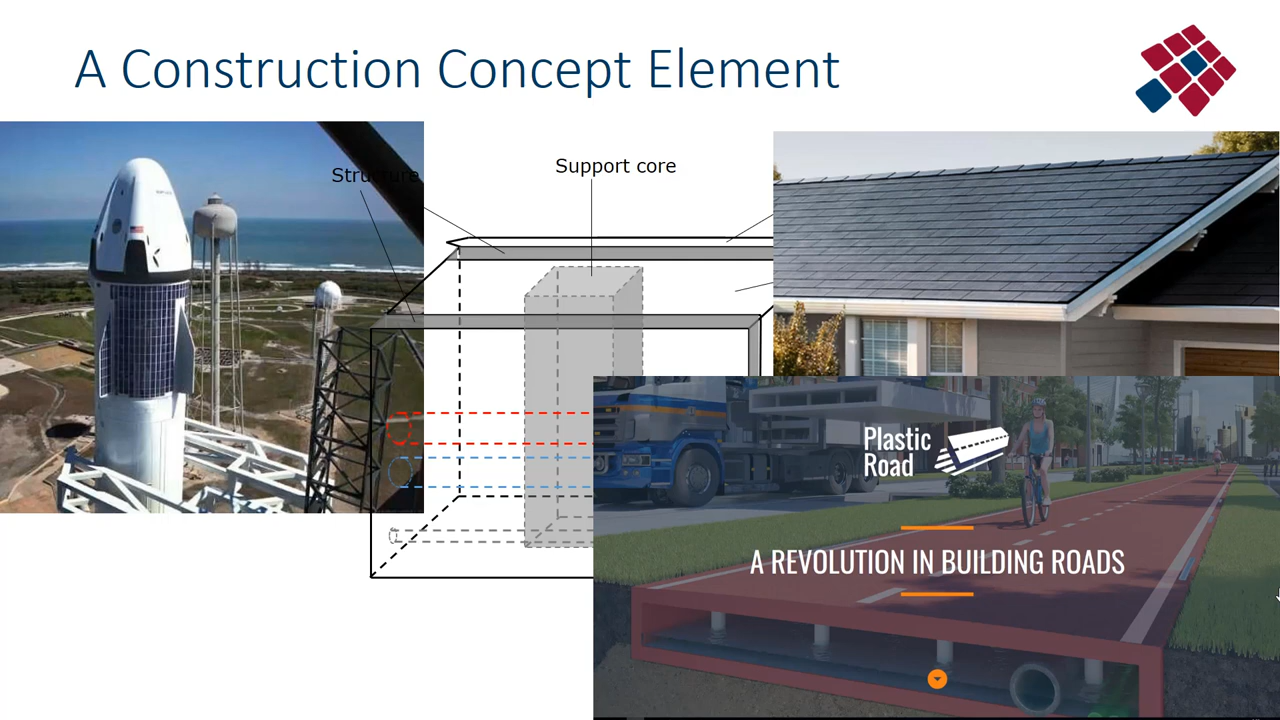 A Construction Concept Element
Structure
Support core
Plastic
Road
A REVOLUTION IN BUILDING ROADS